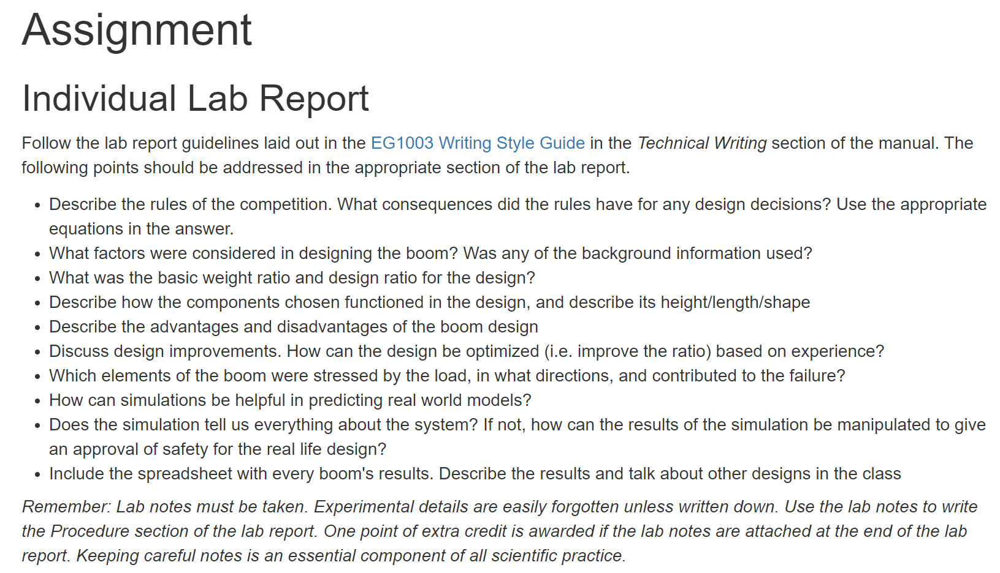 Assignment
Individual Lab Report
Follow the lab report guidelines laid out in the EG1003 Writing Style Guide in the Technical Writing section of the manual. The
following points should be addressed in the appropriate section of the lab report.
• Describe the rules of the competition. What consequences did the rules have for any design decisions? Use the appropriate
equations in the answer.
• What factors were considered in designing the boom? Was any of the background information used?
• What was the basic weight ratio and design ratio for the design?
• Describe how the components chosen functioned in the design, and describe its height/length/shape
• Describe the advantages and disadvantages of the boom design
• Discuss design improvements. How can the design be optimized (i.e. improve the ratio) based on experience?
• Which elements of the boom were stressed by the load, in what directions, and contributed to the failure?
• How can simulations be helpful in predicting real world models?
• Does the simulation tell us everything about the system? If not, how can the results of the simulation be manipulated to give
an approval of safety for the real life design?
• Include the spreadsheet with every boom's results. Describe the results and talk about other designs in the class
Remember: Lab notes must be taken. Experimental details are easily forgotten unless written down. Use the lab notes to write
the Procedure section of the lab report. One point of extra credit is awarded if the lab notes are attached at the end of the lab
report. Keeping careful notes is an essential component of all scientific practice.